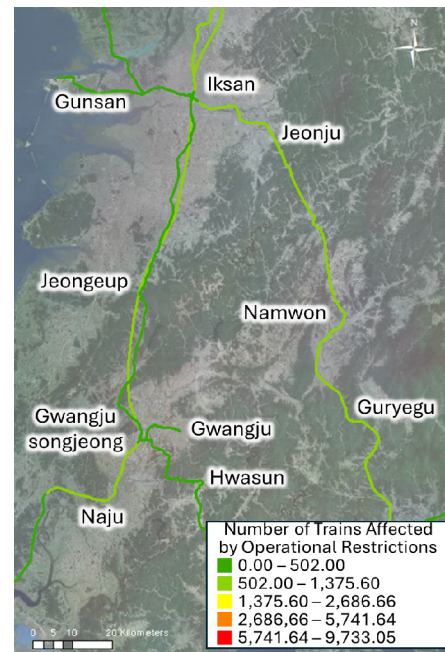 N
Iksan
Gunsan
Jeonju
Jeongeup
Namwon
Guryegu
Gwangju
songjeong
Gwangju
Hwasun
Naju
Number of Trains Affected
by Operational Restrictions
0.00 – 502.00
502.00 – 1,375.60
1,375.60 – 2,686.66
2,686,66 – 5,741.64
5,741.64 – 9,733.05
0 5 10 20 Kilometers